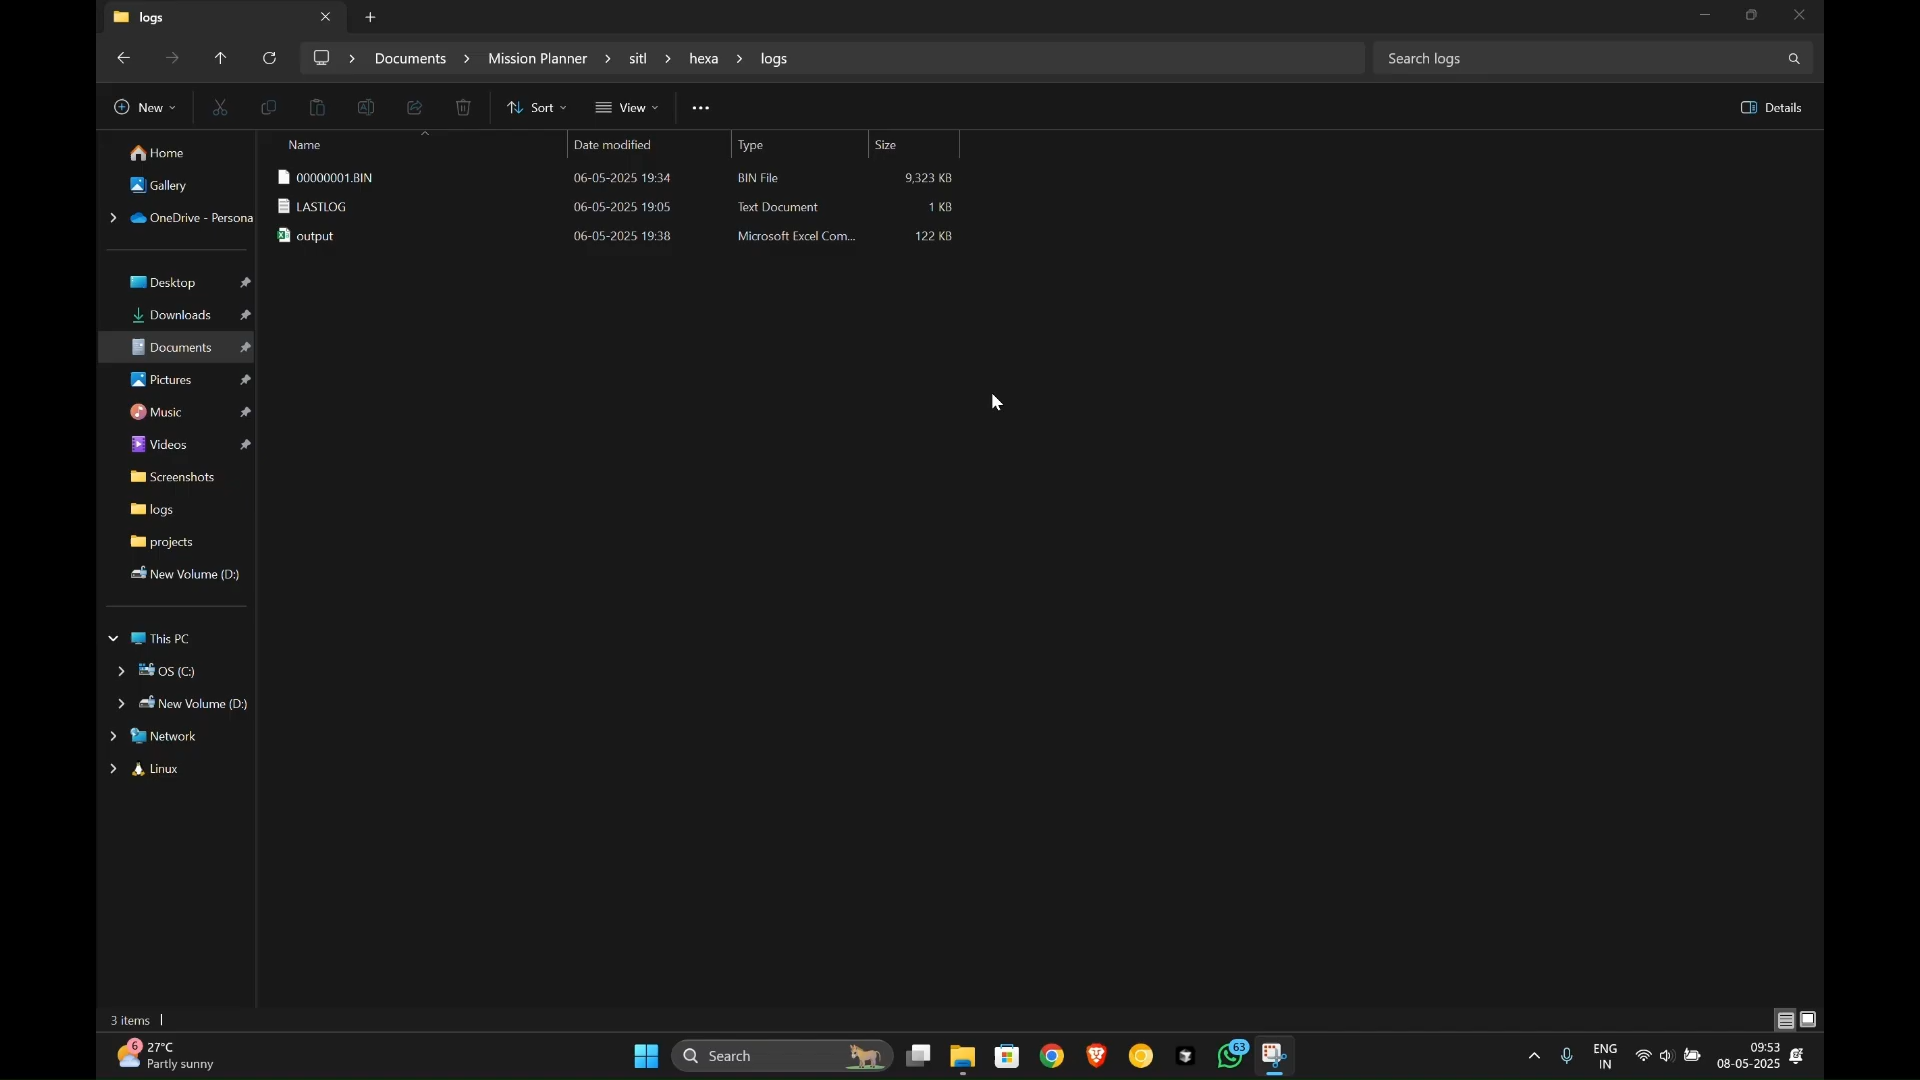 logs
Documents > Mission Planner > sitl > hexa > logs
Search logs
New
Sort
View
Details
Name Date modified Type Size
00000001.BIN 06-05-2025 19:34 BIN File 9,323 KB
LASTLOG 06-05-2025 19:05 Text Document 1 KB
output 06-05-2025 19:38 Microsoft Excel Com... 122 KB
Home
Gallery
OneDrive - Persona
Desktop
Downloads
Documents
Pictures
Music
Videos
Screenshots
logs
projects
New Volume (D:)
This PC
OS (C:)
New Volume (D:)
Network
Linux
3 items
6
27°C
Partly sunny
Search
63
ENG
IN
09:53
08-05-2025